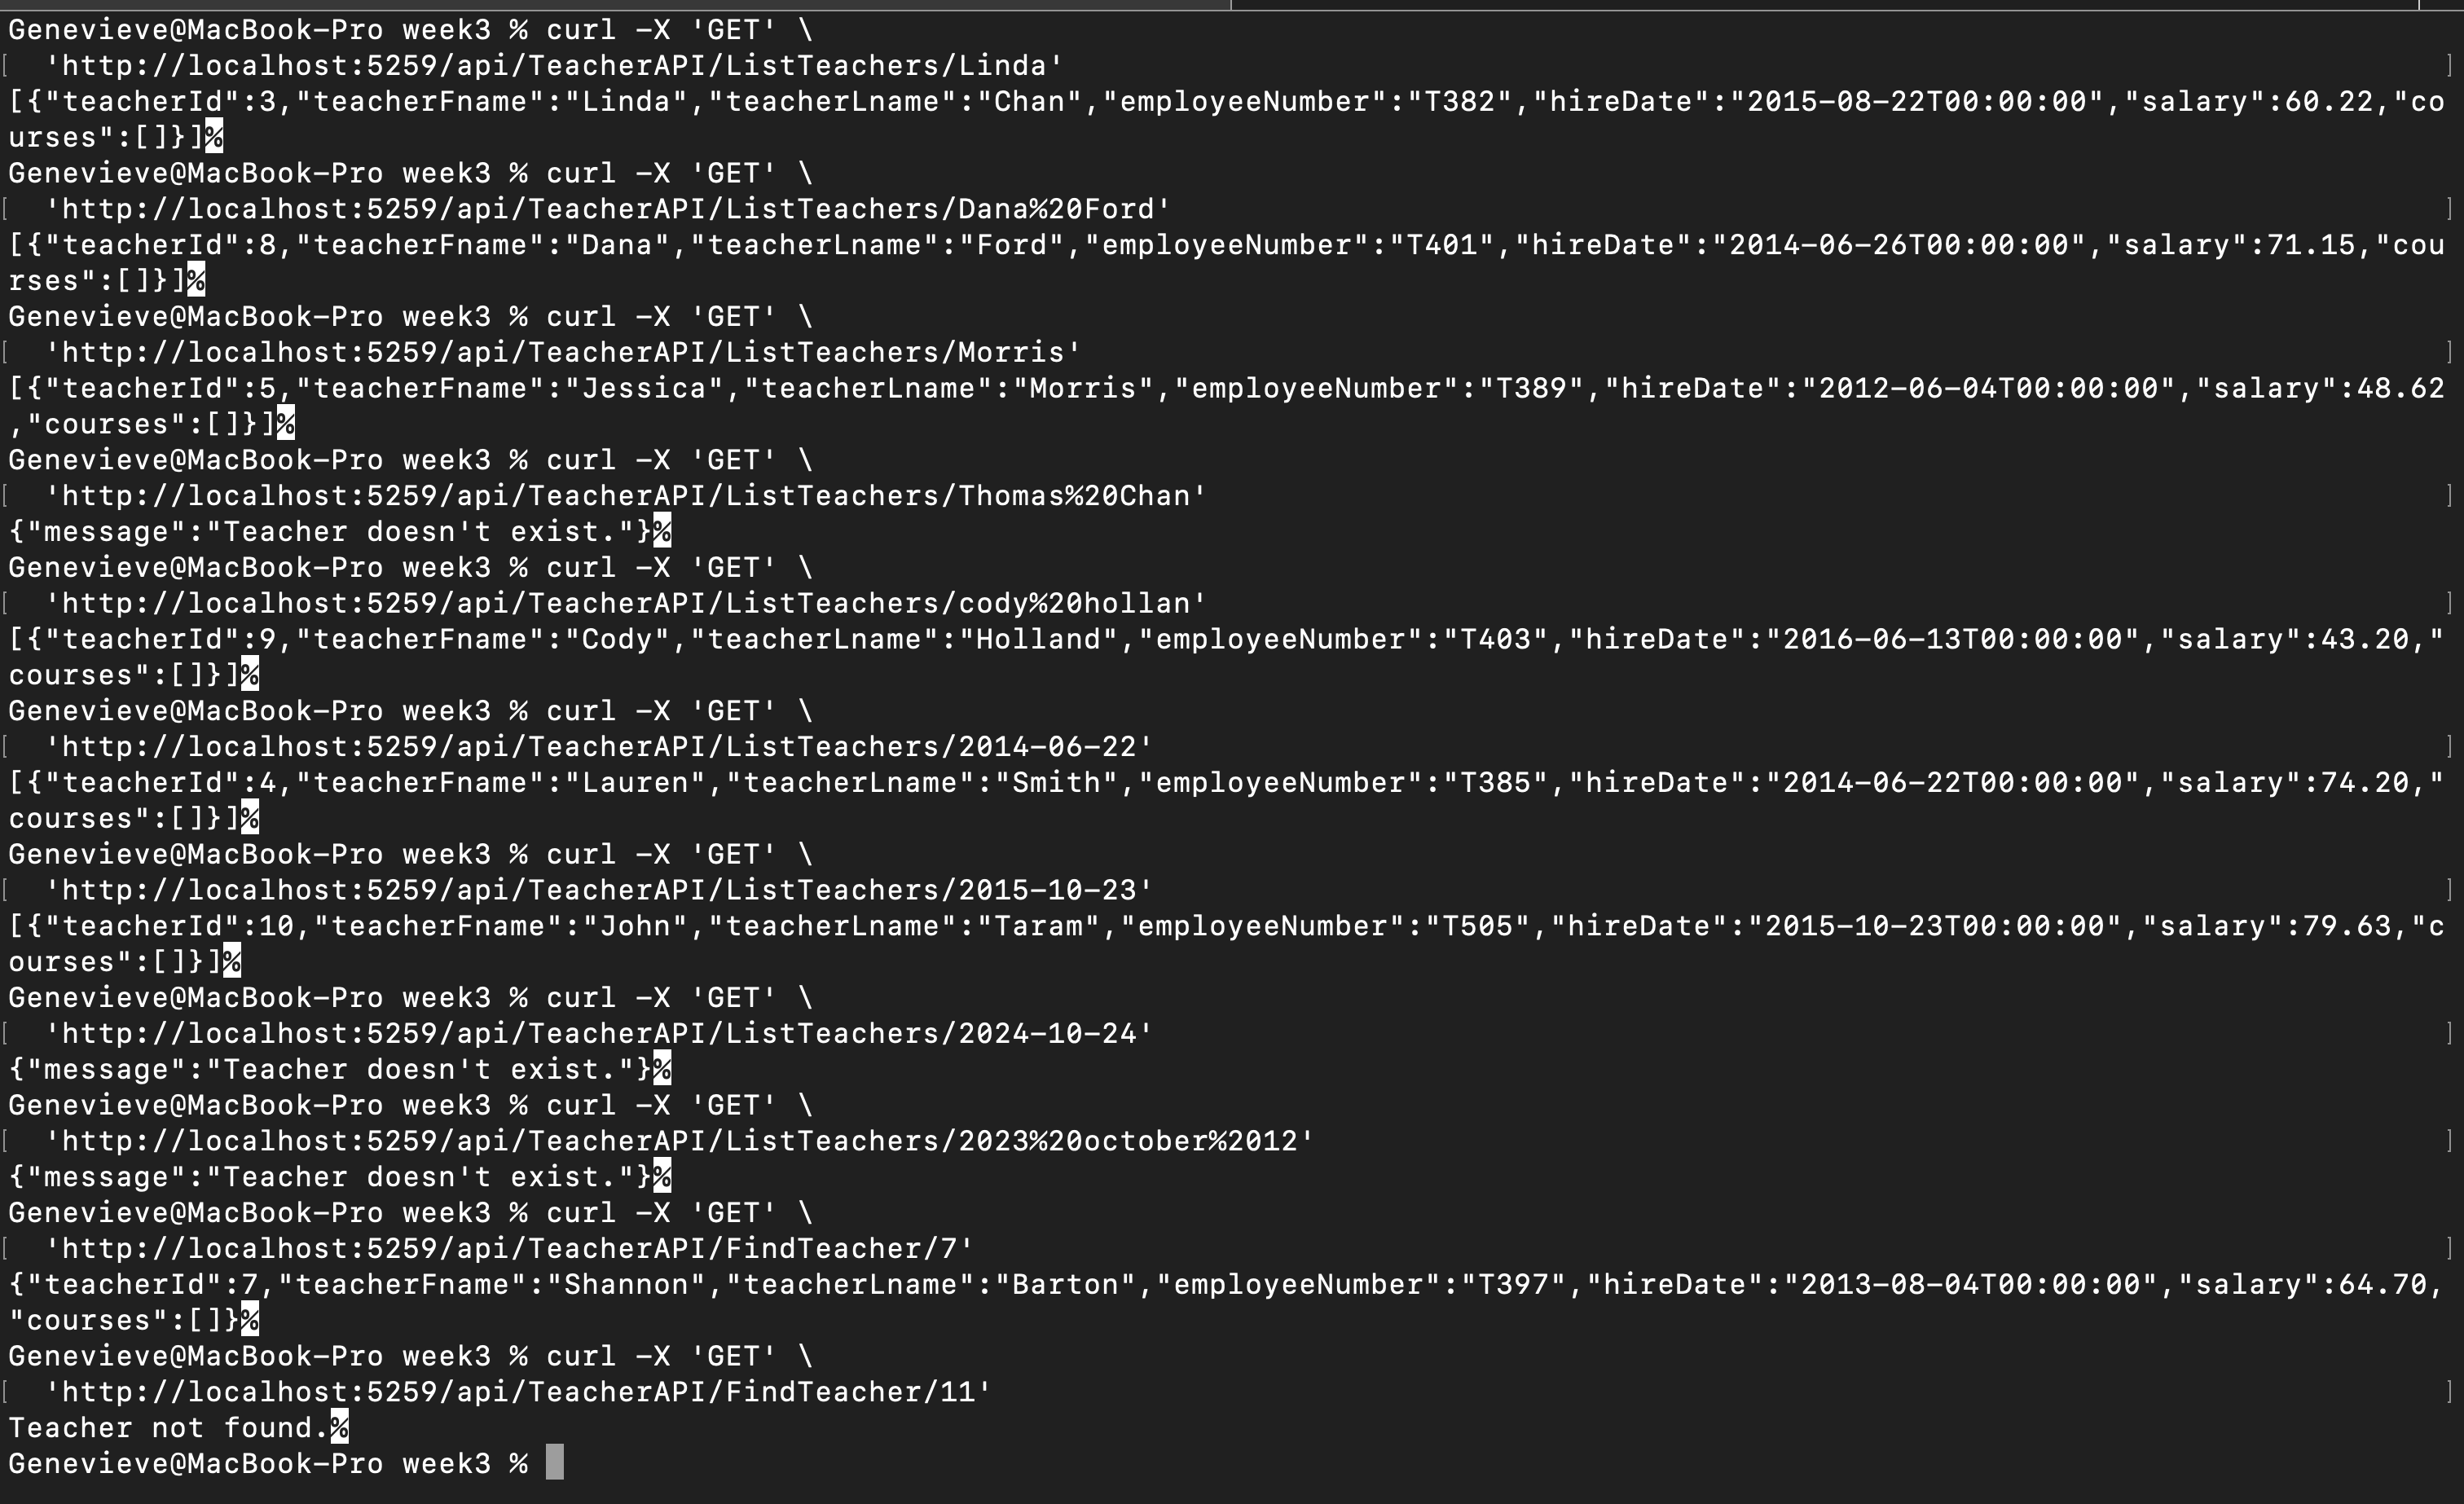 Genevieve@MacBook-Pro week3 % curl -X 'GET' \
[  'http://localhost:5259/api/TeacherAPI/ListTeachers/Linda' ]
[{"teacherId":3,"teacherFname":"Linda","teacherLname":"Chan","employeeNumber":"T382","hireDate":"2015-08-22T00:00:00","salary":60.22,"co
urses":[]}]%
Genevieve@MacBook-Pro week3 % curl -X 'GET' \
[  'http://localhost:5259/api/TeacherAPI/ListTeachers/Dana%20Ford' ]
[{"teacherId":8,"teacherFname":"Dana","teacherLname":"Ford","employeeNumber":"T401","hireDate":"2014-06-26T00:00:00","salary":71.15,"cou
rses":[]}]%
Genevieve@MacBook-Pro week3 % curl -X 'GET' \
[  'http://localhost:5259/api/TeacherAPI/ListTeachers/Morris' ]
[{"teacherId":5,"teacherFname":"Jessica","teacherLname":"Morris","employeeNumber":"T389","hireDate":"2012-06-04T00:00:00","salary":48.62
,"courses":[]}]%
Genevieve@MacBook-Pro week3 % curl -X 'GET' \
[  'http://localhost:5259/api/TeacherAPI/ListTeachers/Thomas%20Chan' ]
{"message":"Teacher doesn't exist."}%
Genevieve@MacBook-Pro week3 % curl -X 'GET' \
[  'http://localhost:5259/api/TeacherAPI/ListTeachers/cody%20hollan' ]
[{"teacherId":9,"teacherFname":"Cody","teacherLname":"Holland","employeeNumber":"T403","hireDate":"2016-06-13T00:00:00","salary":43.20,"
courses":[]}]%
Genevieve@MacBook-Pro week3 % curl -X 'GET' \
[  'http://localhost:5259/api/TeacherAPI/ListTeachers/2014-06-22' ]
[{"teacherId":4,"teacherFname":"Lauren","teacherLname":"Smith","employeeNumber":"T385","hireDate":"2014-06-22T00:00:00","salary":74.20,"
courses":[]}]%
Genevieve@MacBook-Pro week3 % curl -X 'GET' \
[  'http://localhost:5259/api/TeacherAPI/ListTeachers/2015-10-23' ]
[{"teacherId":10,"teacherFname":"John","teacherLname":"Taram","employeeNumber":"T505","hireDate":"2015-10-23T00:00:00","salary":79.63,"c
ourses":[]}]%
Genevieve@MacBook-Pro week3 % curl -X 'GET' \
[  'http://localhost:5259/api/TeacherAPI/ListTeachers/2024-10-24' ]
{"message":"Teacher doesn't exist."}%
Genevieve@MacBook-Pro week3 % curl -X 'GET' \
[  'http://localhost:5259/api/TeacherAPI/ListTeachers/2023%20october%2012' ]
{"message":"Teacher doesn't exist."}%
Genevieve@MacBook-Pro week3 % curl -X 'GET' \
[  'http://localhost:5259/api/TeacherAPI/FindTeacher/7' ]
{"teacherId":7,"teacherFname":"Shannon","teacherLname":"Barton","employeeNumber":"T397","hireDate":"2013-08-04T00:00:00","salary":64.70,
"courses":[]}%
Genevieve@MacBook-Pro week3 % curl -X 'GET' \
[  'http://localhost:5259/api/TeacherAPI/FindTeacher/11' ]
Teacher not found.%
Genevieve@MacBook-Pro week3 %